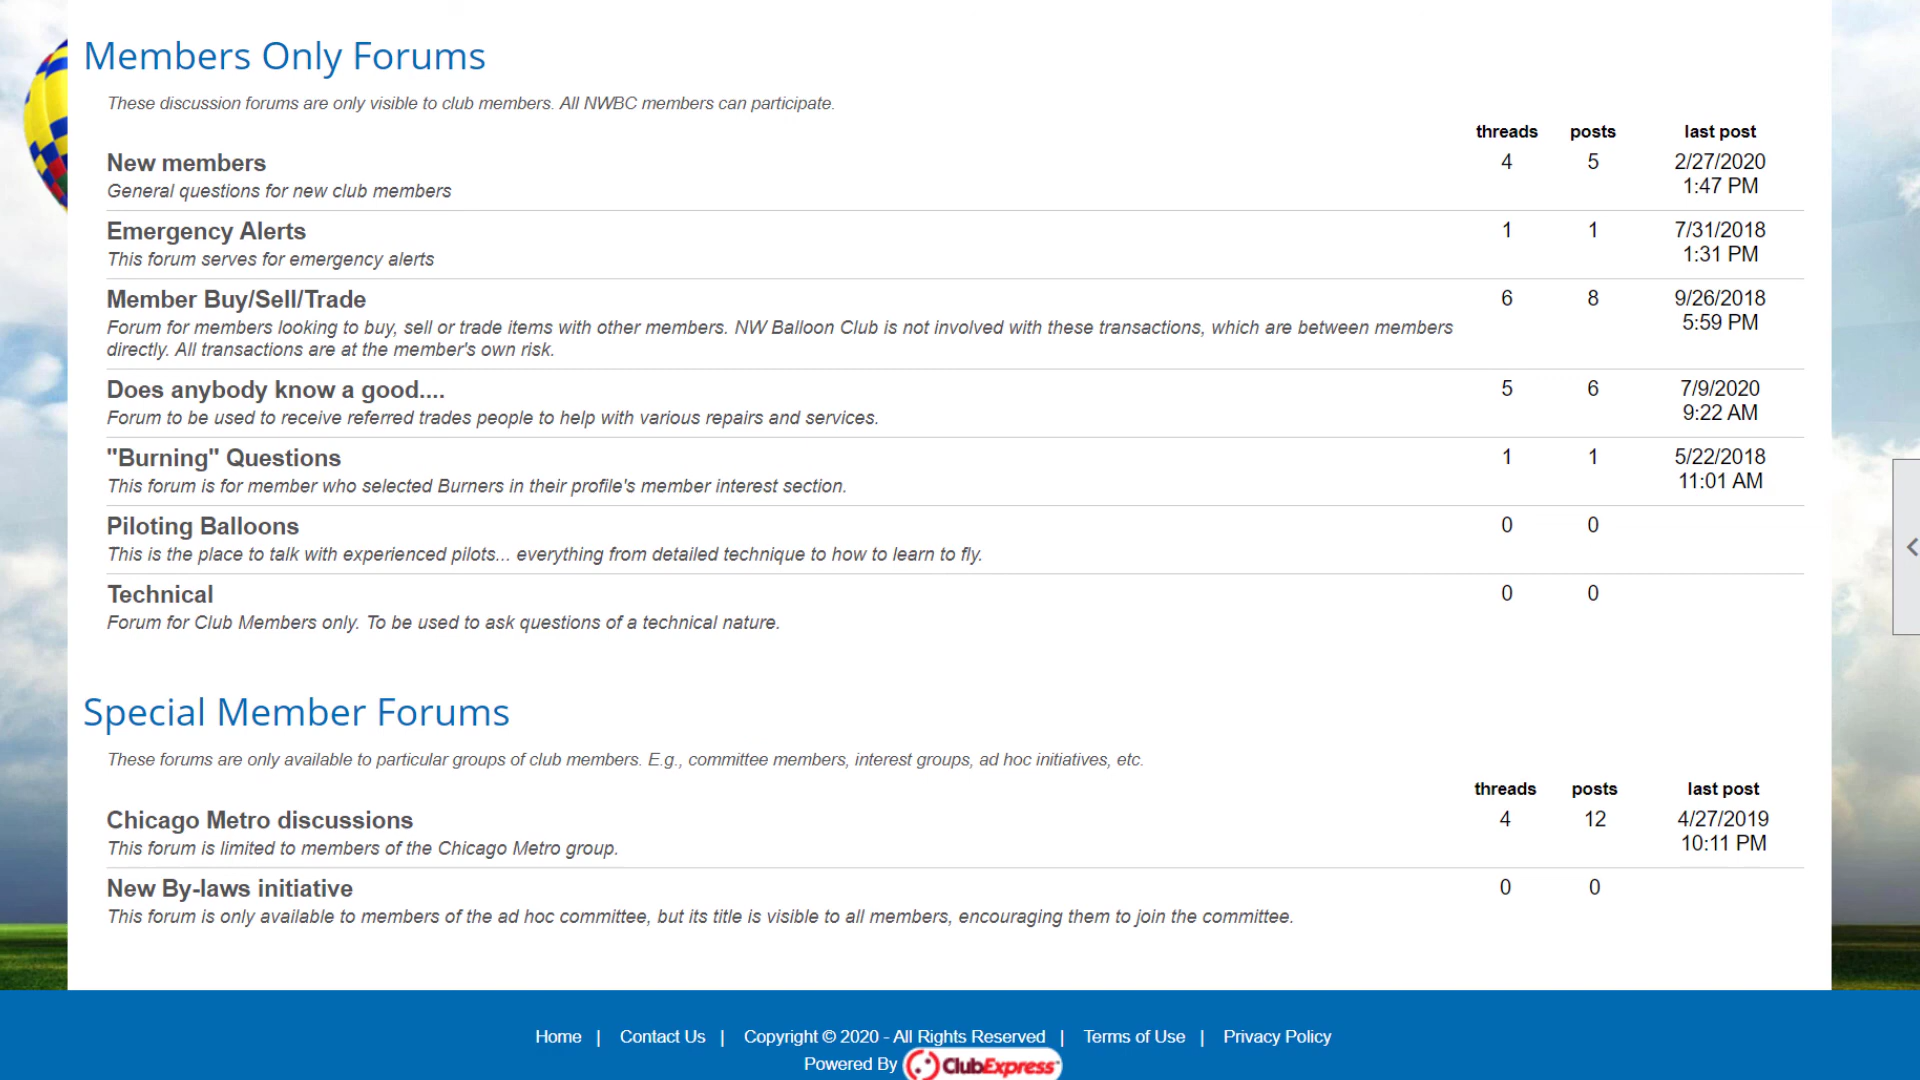 Members Only Forums
These discussion forums are only visible to club members. All NWBC members can participate.
threads posts last post
New members 4 5 2/27/2020
General questions for new club members 1:47 PM
Emergency Alerts 1 1 7/31/2018
This forum serves for emergency alerts 1:31 PM
Member Buy/Sell/Trade 6 8 9/26/2018
Forum for members looking to buy, sell or trade items with other members. NW Balloon Club is not involved with these transactions, which are between members 5:59 PM
directly. All transactions are at the member's own risk.
Does anybody know a good.... 5 6 7/9/2020
Forum to be used to receive referred trades people to help with various repairs and services. 9:22 AM
"Burning" Questions 1 1 5/22/2018
This forum is for member who selected Burners in their profile's member interest section. 11:01 AM
Piloting Balloons 0 0
This is the place to talk with experienced pilots... everything from detailed technique to how to learn to fly.
Technical 0 0
Forum for Club Members only. To be used to ask questions of a technical nature.
Special Member Forums
These forums are only available to particular groups of club members. E.g., committee members, interest groups, ad hoc initiatives, etc.
threads posts last post
Chicago Metro discussions 4 12 4/27/2019
This forum is limited to members of the Chicago Metro group. 10:11 PM
New By-laws initiative 0 0
This forum is only available to members of the ad hoc committee, but its title is visible to all members, encouraging them to join the committee.
Home | Contact Us | Copyright © 2020 - All Rights Reserved | Terms of Use | Privacy Policy
Powered By ClubExpress